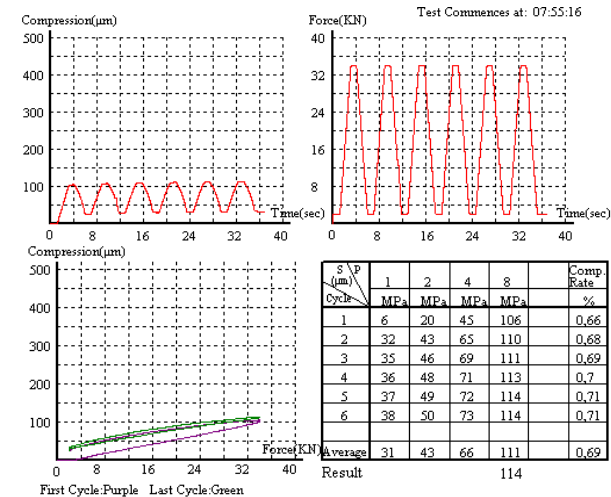 Compression(μm)
500
400
300
200
100
0 8 16 24 32 40
Time(sec)
Force(KN)
Test Commences at: 07:55:16
40
32
24
16
8
0 8 16 24 32 40
Time(sec)
Compression(μm)
500
400
300
200
100
0 8 16 24 32 40
Force(KN)
First Cycle:Purple Last Cycle:Green
S (μm) P 1 2 4 8 Comp. Rate
Cycle MPa MPa MPa MPa %
1 6 20 45 106 0,66
2 32 43 65 110 0,68
3 35 46 69 111 0,69
4 36 48 71 113 0,7
5 37 49 72 114 0,71
6 38 50 73 114 0,71
Average 31 43 66 111 0,69
Result 114